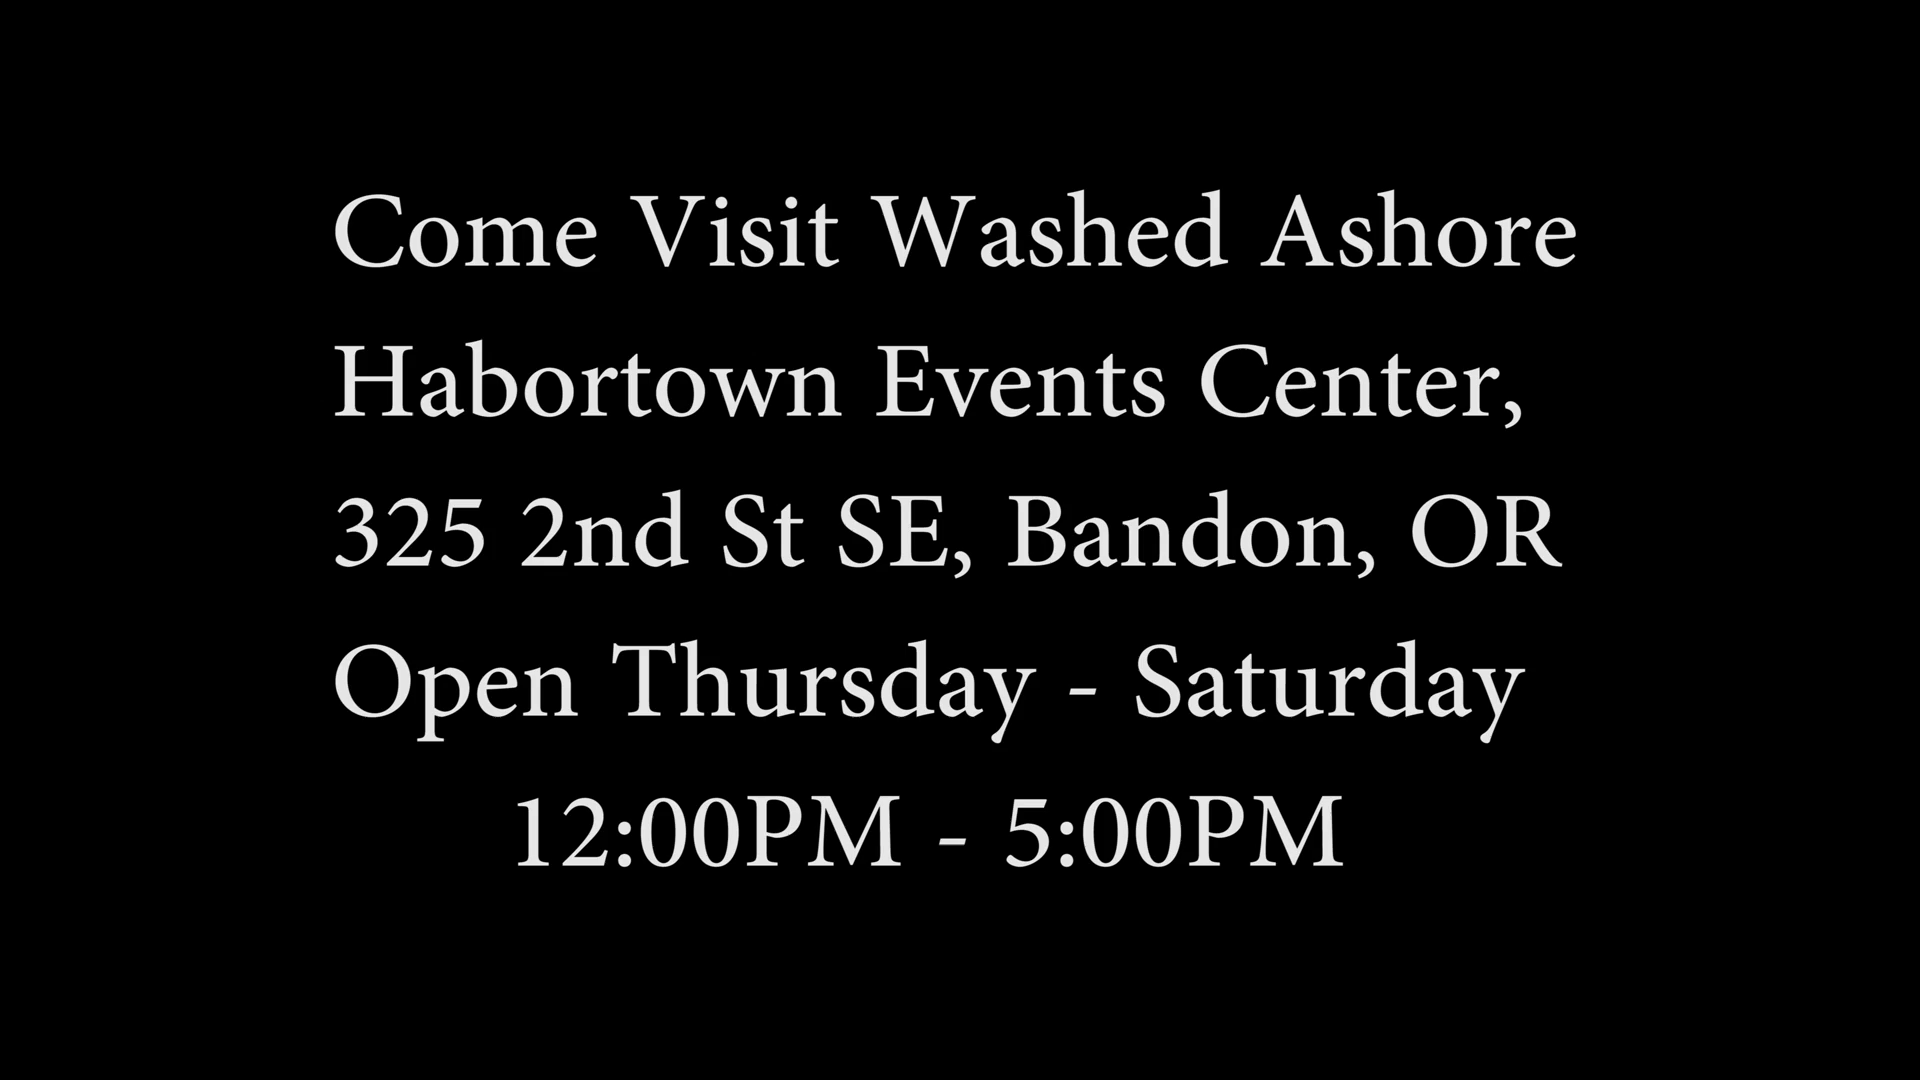 Come Visit Washed Ashore
Habortown Events Center,
325 2nd St SE, Bandon, OR
Open Thursday - Saturday
12:00PM - 5:00PM